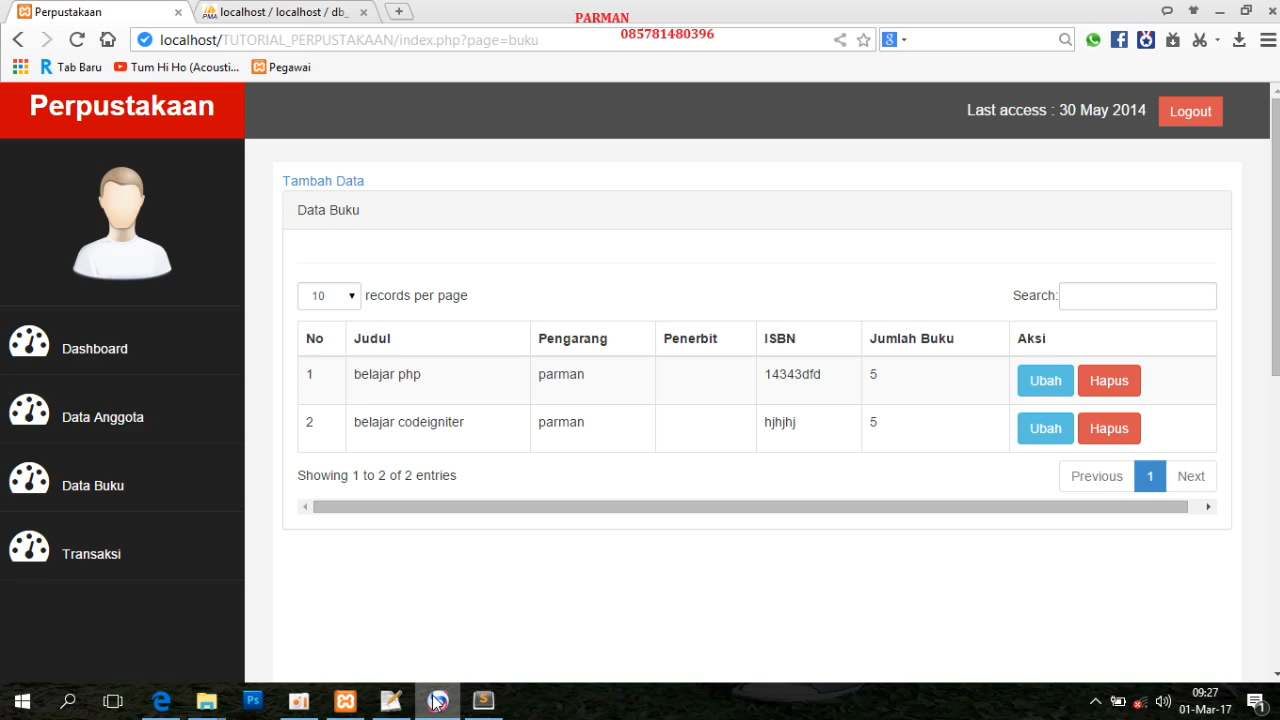 Perpustakaan
localhost / localhost / db_
PARMAN
085781480396
localhost/TUTORIAL_PERPUSTAKAAN/index.php?page=buku
Tab Baru
Tum Hi Ho (Acousti...
Pegawai
Perpustakaan
Last access : 30 May 2014
Logout
Dashboard
Data Anggota
Data Buku
Transaksi
Tambah Data
Data Buku
10 records per page
Search:
No Judul Pengarang Penerbit ISBN Jumlah Buku Aksi
1 belajar php parman 14343dfd 5 Ubah Hapus
2 belajar codeigniter parman hjhjhj 5 Ubah Hapus
Showing 1 to 2 of 2 entries
Previous 1 Next
09:27
01-Mar-17